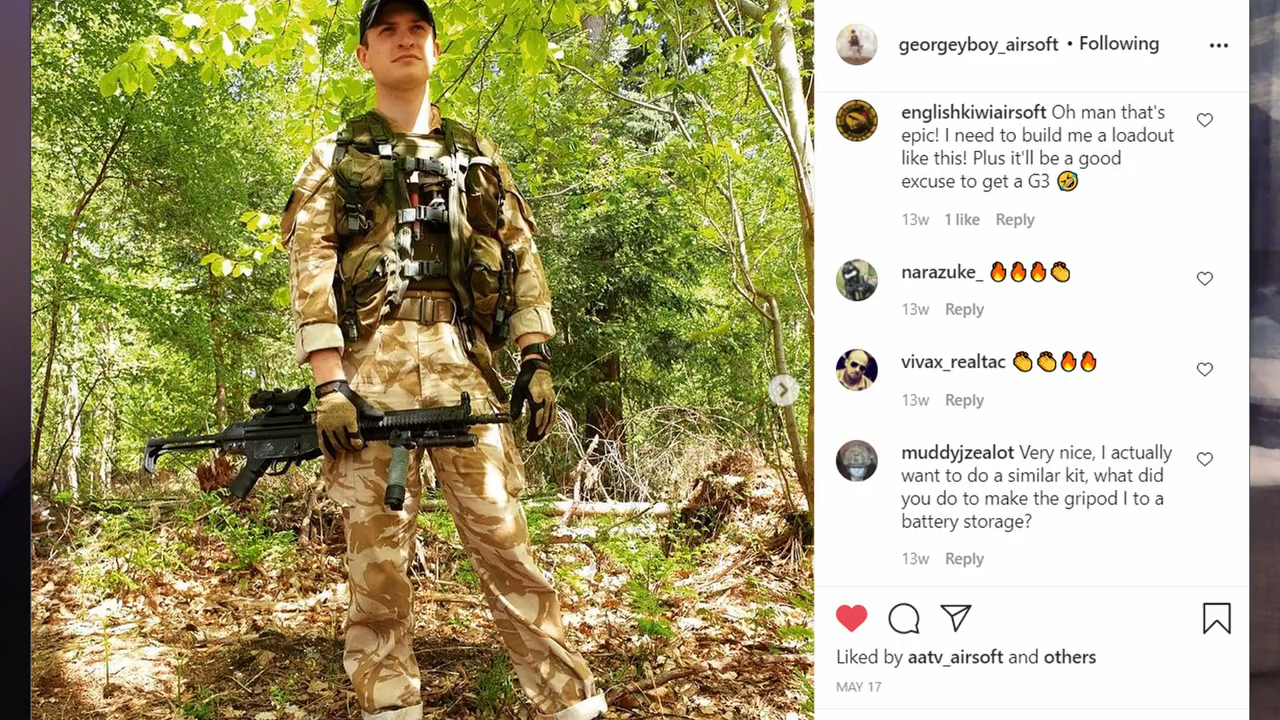 georgeyboy_airsoft • Following
englishkiwiairsoft Oh man that's
epic! I need to build me a loadout
like this! Plus it'll be a good
excuse to get a G3 🤣
13w 1 like Reply
narazuke_ 🔥🔥🔥👏
13w Reply
vivax_realtac 👏👏🔥🔥
13w Reply
muddyjzealot Very nice, I actually
want to do a similar kit, what did
you do to make the gripod I to a
battery storage?
13w Reply
Liked by aatv_airsoft and others
MAY 17